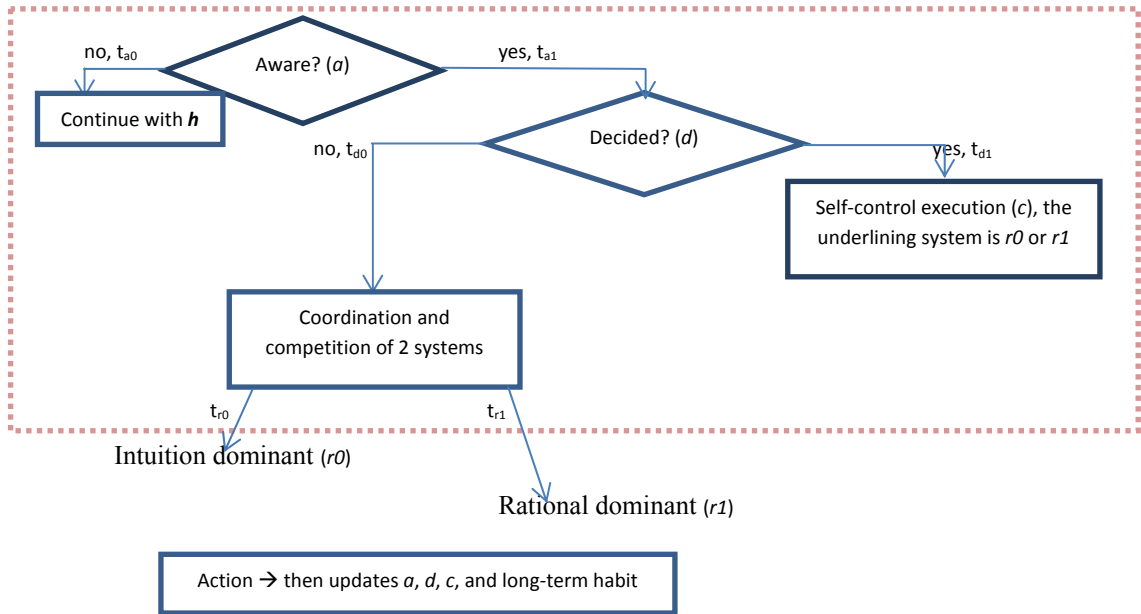 no, ta0
Aware? (a)
yes, ta1
Continue with h
Decided? (d)
no, td0
yes, td1
Self-control execution (c), the
underlining system is r0 or r1
Coordination and
competition of 2 systems
tr0
tr1
Intuition dominant (r0)
Rational dominant (r1)
Action → then updates a, d, c, and long-term habit